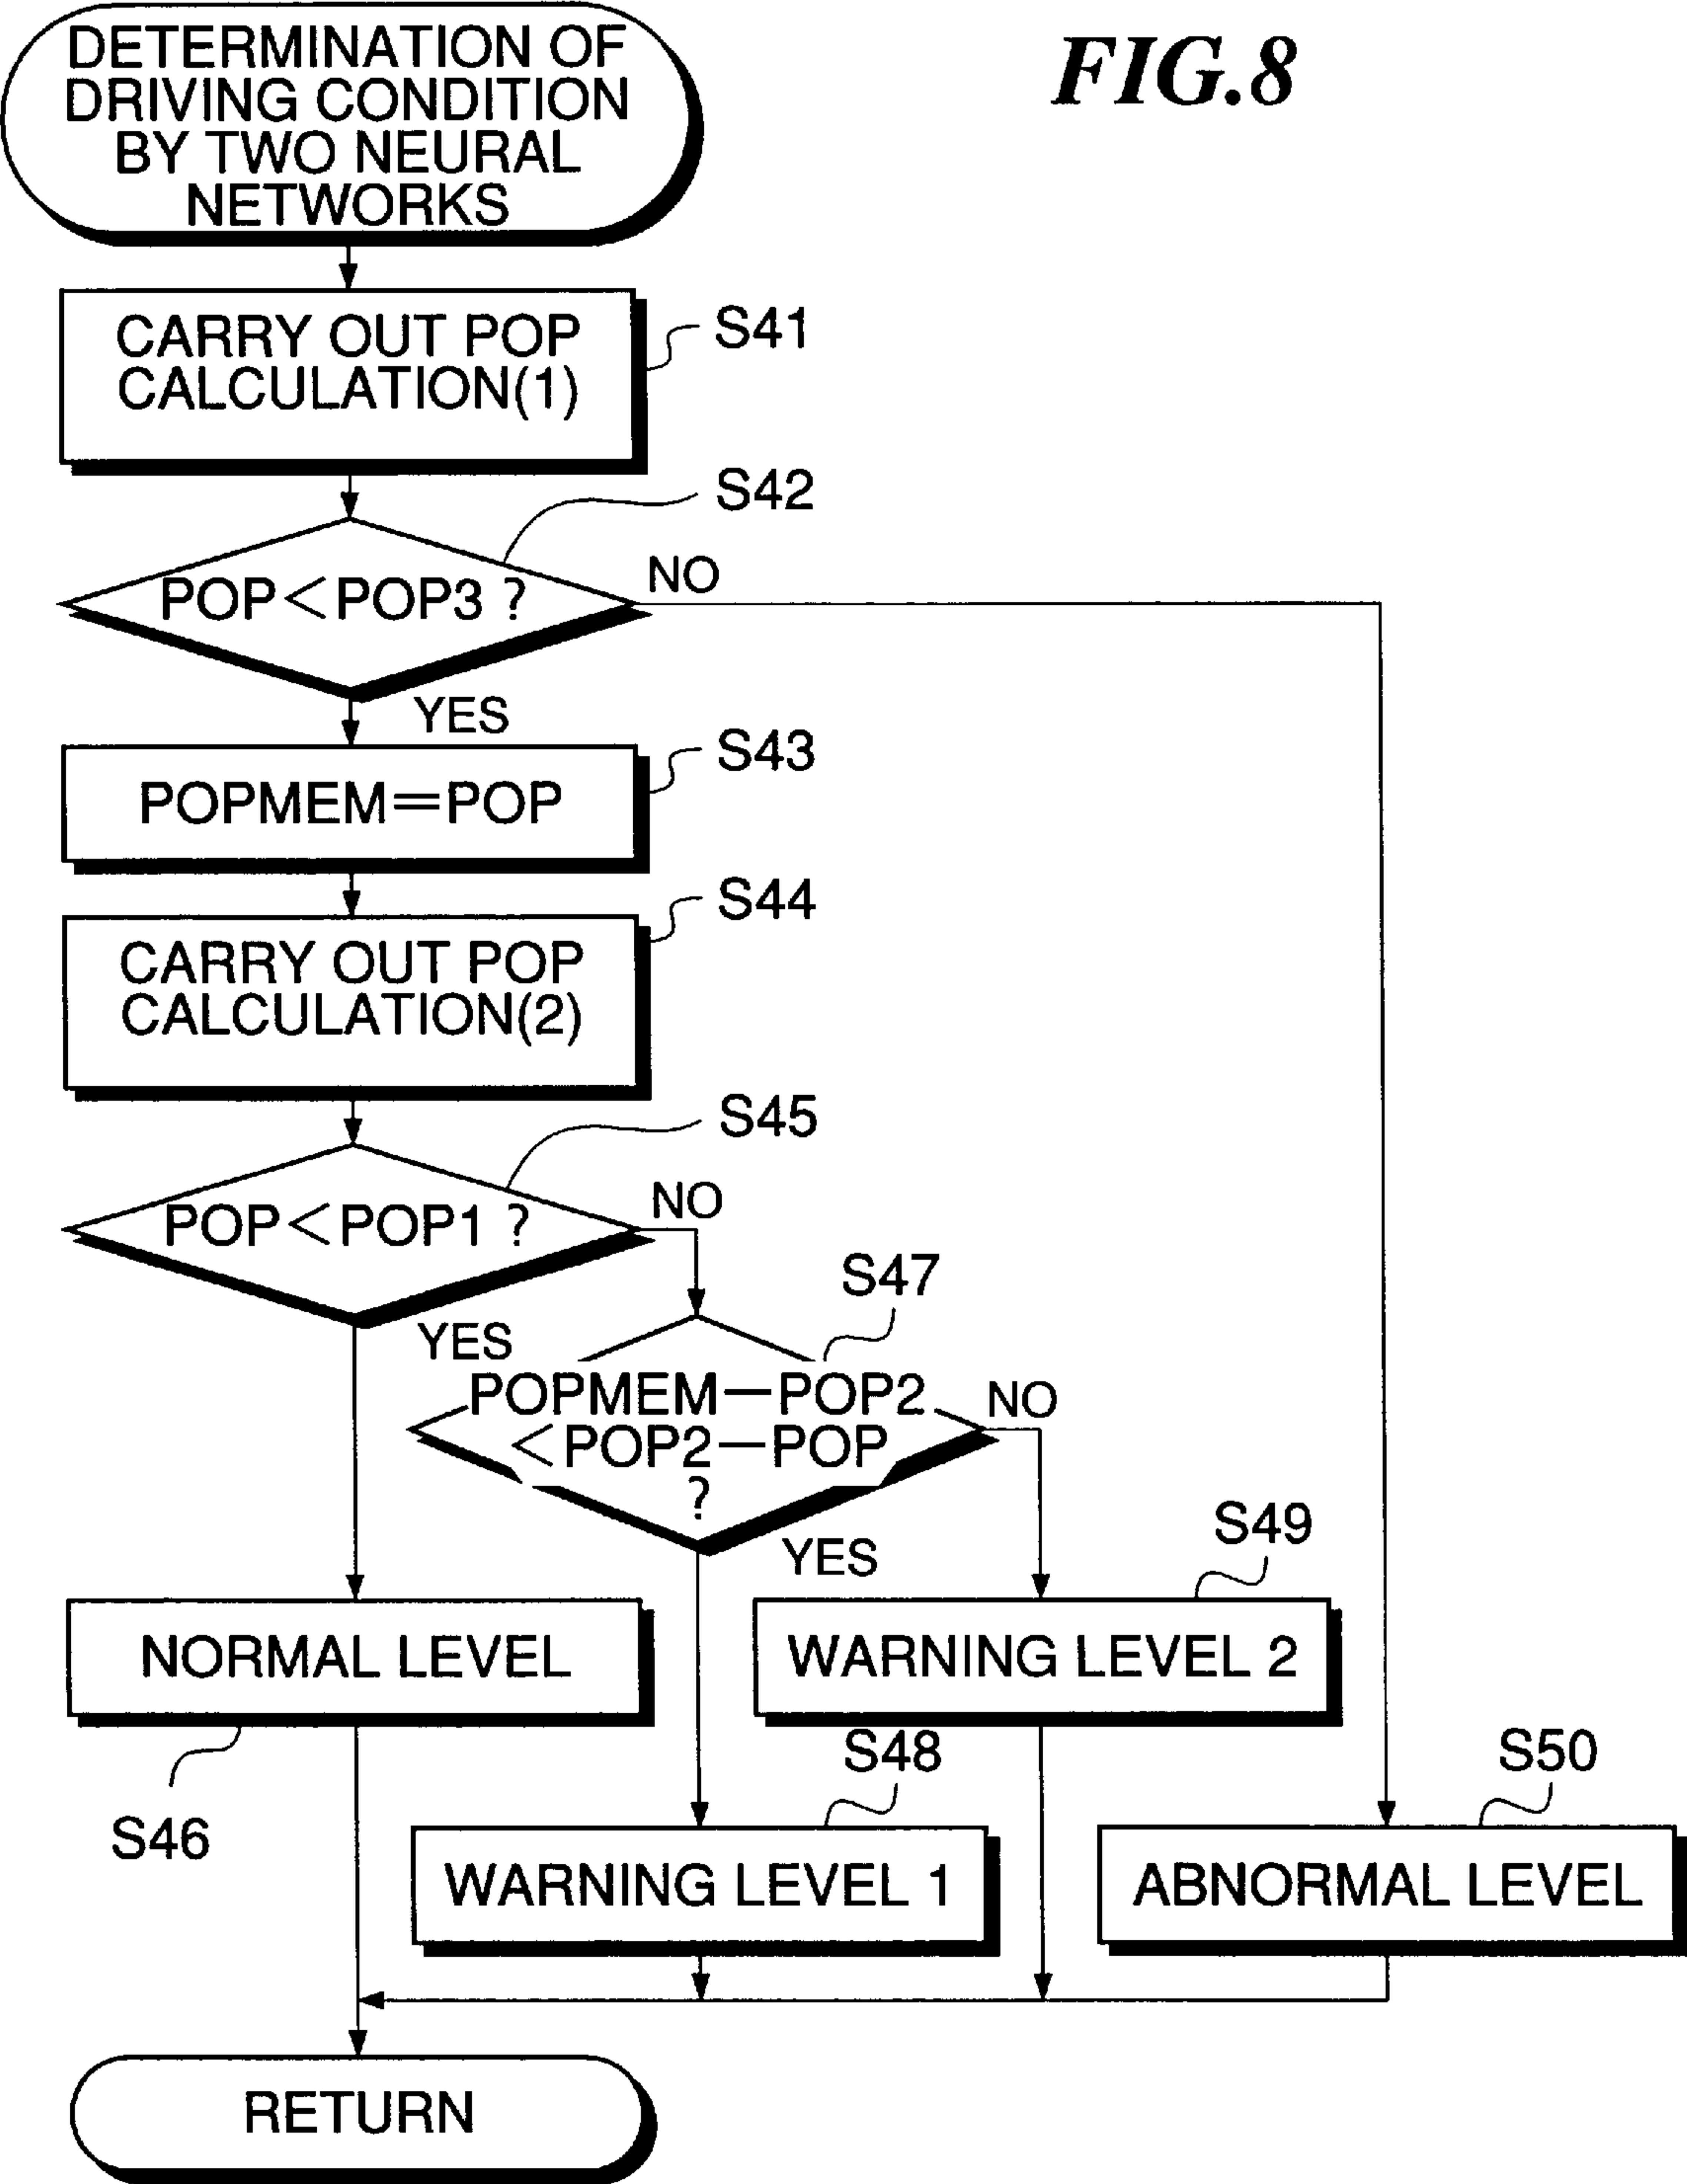 FIG.8
DETERMINATION OF
DRIVING CONDITION
BY TWO NEURAL
NETWORKS
CARRY OUT POP
CALCULATION(1)
S41
S42
POP<POP3 ?
NO
YES
POPMEM=POP
S43
S44
CARRY OUT POP
CALCULATION(2)
S45
POP<POP1 ?
NO
YES
S47
POPMEM—POP2
<POP2—POP
?
NO
YES
S49
NORMAL LEVEL
WARNING LEVEL 2
S46
S48
S50
WARNING LEVEL 1
ABNORMAL LEVEL
RETURN